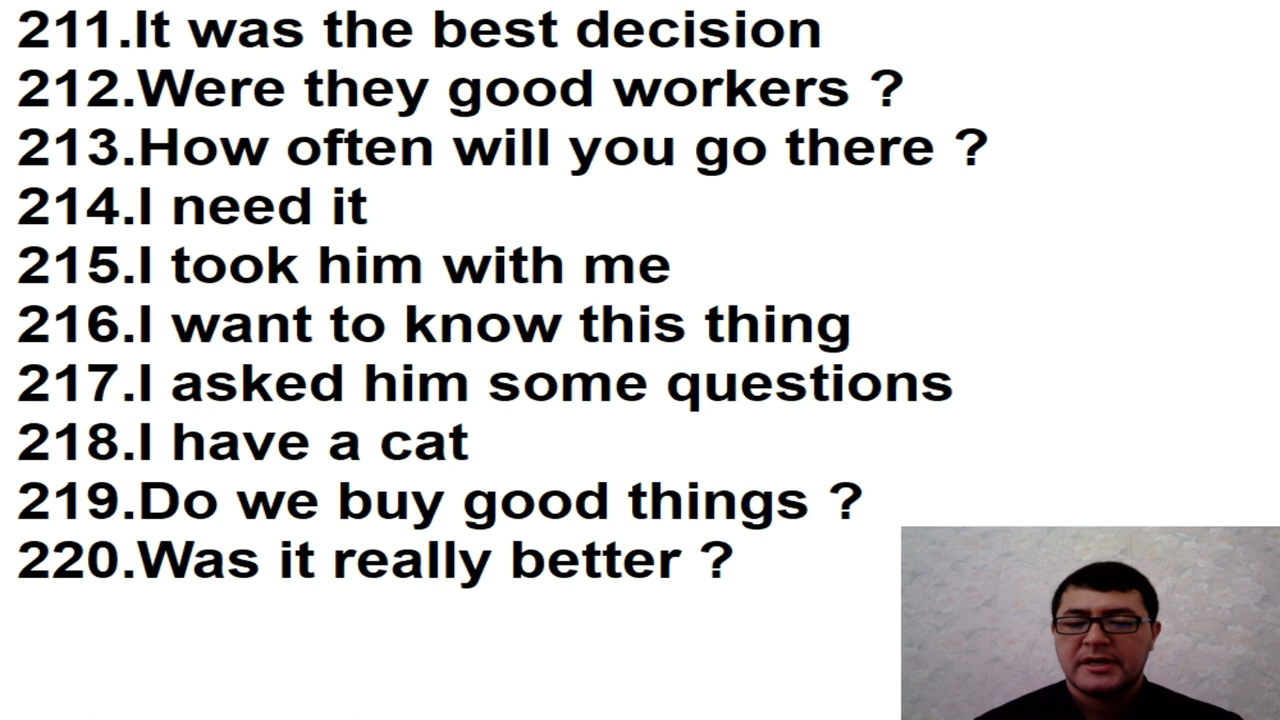 211.It was the best decision
212.Were they good workers ?
213.How often will you go there ?
214.I need it
215.I took him with me
216.I want to know this thing
217.I asked him some questions
218.I have a cat
219.Do we buy good things ?
220.Was it really better ?